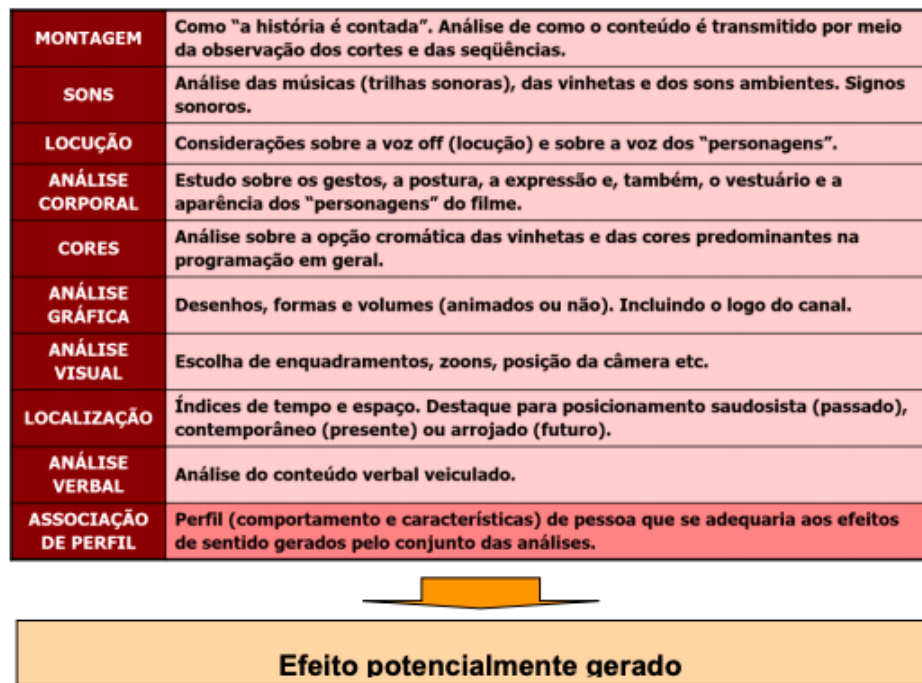 MONTAGEM
Como “a história é contada”. Análise de como o conteúdo é transmitido por meio
da observação dos cortes e das seqüências.
SONS
Análise das músicas (trilhas sonoras), das vinhetas e dos sons ambientes. Signos
sonoros.
LOCUÇÃO
Considerações sobre a voz off (locução) e sobre a voz dos “personagens”.
ANÁLISE
CORPORAL
Estudo sobre os gestos, a postura, a expressão e, também, o vestuário e a
aparência dos “personagens” do filme.
CORES
Análise sobre a opção cromática das vinhetas e das cores predominantes na
programação em geral.
ANÁLISE
GRÁFICA
Desenhos, formas e volumes (animados ou não). Incluindo o logo do canal.
ANÁLISE
VISUAL
Escolha de enquadramentos, zoons, posição da câmera etc.
LOCALIZAÇÃO
Índices de tempo e espaço. Destaque para posicionamento saudosista (passado),
contemporâneo (presente) ou arrojado (futuro).
ANÁLISE
VERBAL
Análise do conteúdo verbal veiculado.
ASSOCIAÇÃO
DE PERFIL
Perfil (comportamento e características) de pessoa que se adequaria aos efeitos
de sentido gerados pelo conjunto das análises.
Efeito potencialmente gerado